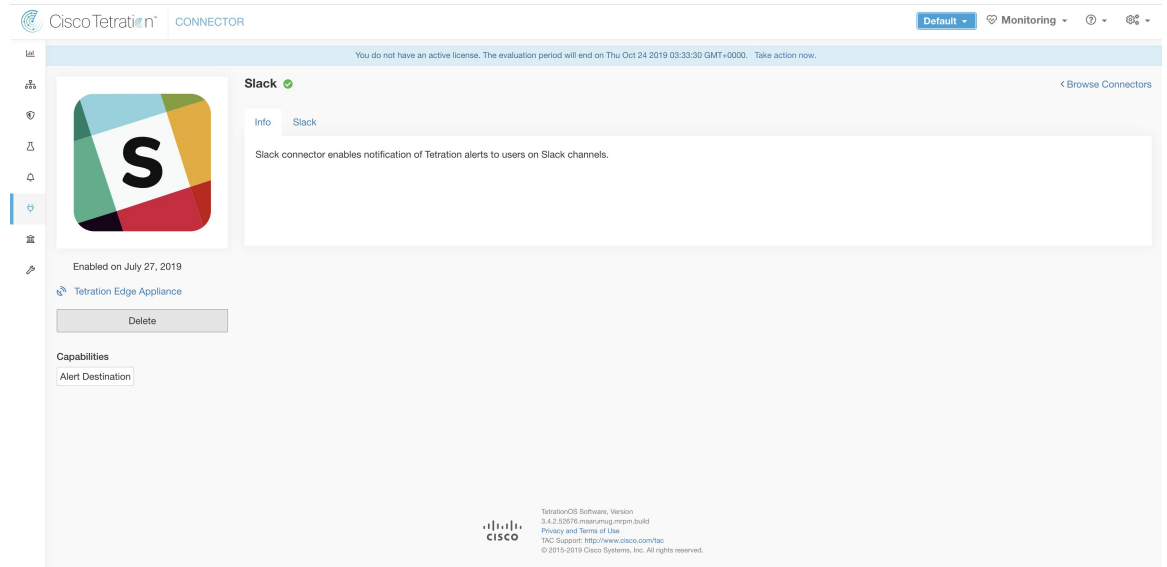 Cisco Tetration™ CONNECTOR
Default
Monitoring
You do not have an active license. The evaluation period will end on Thu Oct 24 2019 03:33:30 GMT+0000. Take action now.
S
Enabled on July 27, 2019
Tetration Edge Appliance
Delete
Capabilities
Alert Destination
Slack
< Browse Connectors
Info Slack
Slack connector enables notification of Tetration alerts to users on Slack channels.
CISCO
TetrationOS Software, Version
3.4.2.52676.maarumug.mrpm.build
Privacy and Terms of Use
TAC Support: http://www.cisco.com/tac
© 2015-2019 Cisco Systems, Inc. All rights reserved.